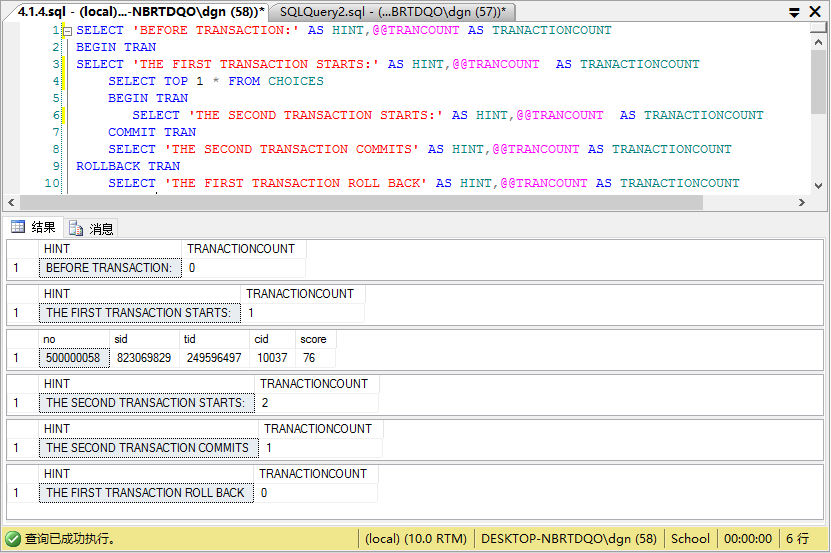 4.1.4.sql - (local)...-NBRTDQO\dgn (58))* SQLQuery2.sql - (...BRTDQO\dgn (57))*
1 SELECT 'BEFORE TRANSACTION:' AS HINT,@@TRANCOUNT AS TRANACTIONCOUNT
2 BEGIN TRAN
3 SELECT 'THE FIRST TRANSACTION STARTS:' AS HINT,@@TRANCOUNT  AS TRANACTIONCOUNT
4 SELECT TOP 1 * FROM CHOICES
5 BEGIN TRAN
6 SELECT 'THE SECOND TRANSACTION STARTS:' AS HINT,@@TRANCOUNT  AS TRANACTIONCOUNT
7 COMMIT TRAN
8 SELECT 'THE SECOND TRANSACTION COMMITS' AS HINT,@@TRANCOUNT AS TRANACTIONCOUNT
9 ROLLBACK TRAN
10 SELECT 'THE FIRST TRANSACTION ROLL BACK' AS HINT,@@TRANCOUNT AS TRANACTIONCOUNT
结果 消息
HINT TRANACTIONCOUNT
1 BEFORE TRANSACTION: 0
HINT TRANACTIONCOUNT
1 THE FIRST TRANSACTION STARTS: 1
no sid tid cid score
1 500000058 823069829 249596497 10037 76
HINT TRANACTIONCOUNT
1 THE SECOND TRANSACTION STARTS: 2
HINT TRANACTIONCOUNT
1 THE SECOND TRANSACTION COMMITS 1
HINT TRANACTIONCOUNT
1 THE FIRST TRANSACTION ROLL BACK 0
查询已成功执行。 (local) (10.0 RTM) DESKTOP-NBRTDQO\dgn (58) School 00:00:00 6 行